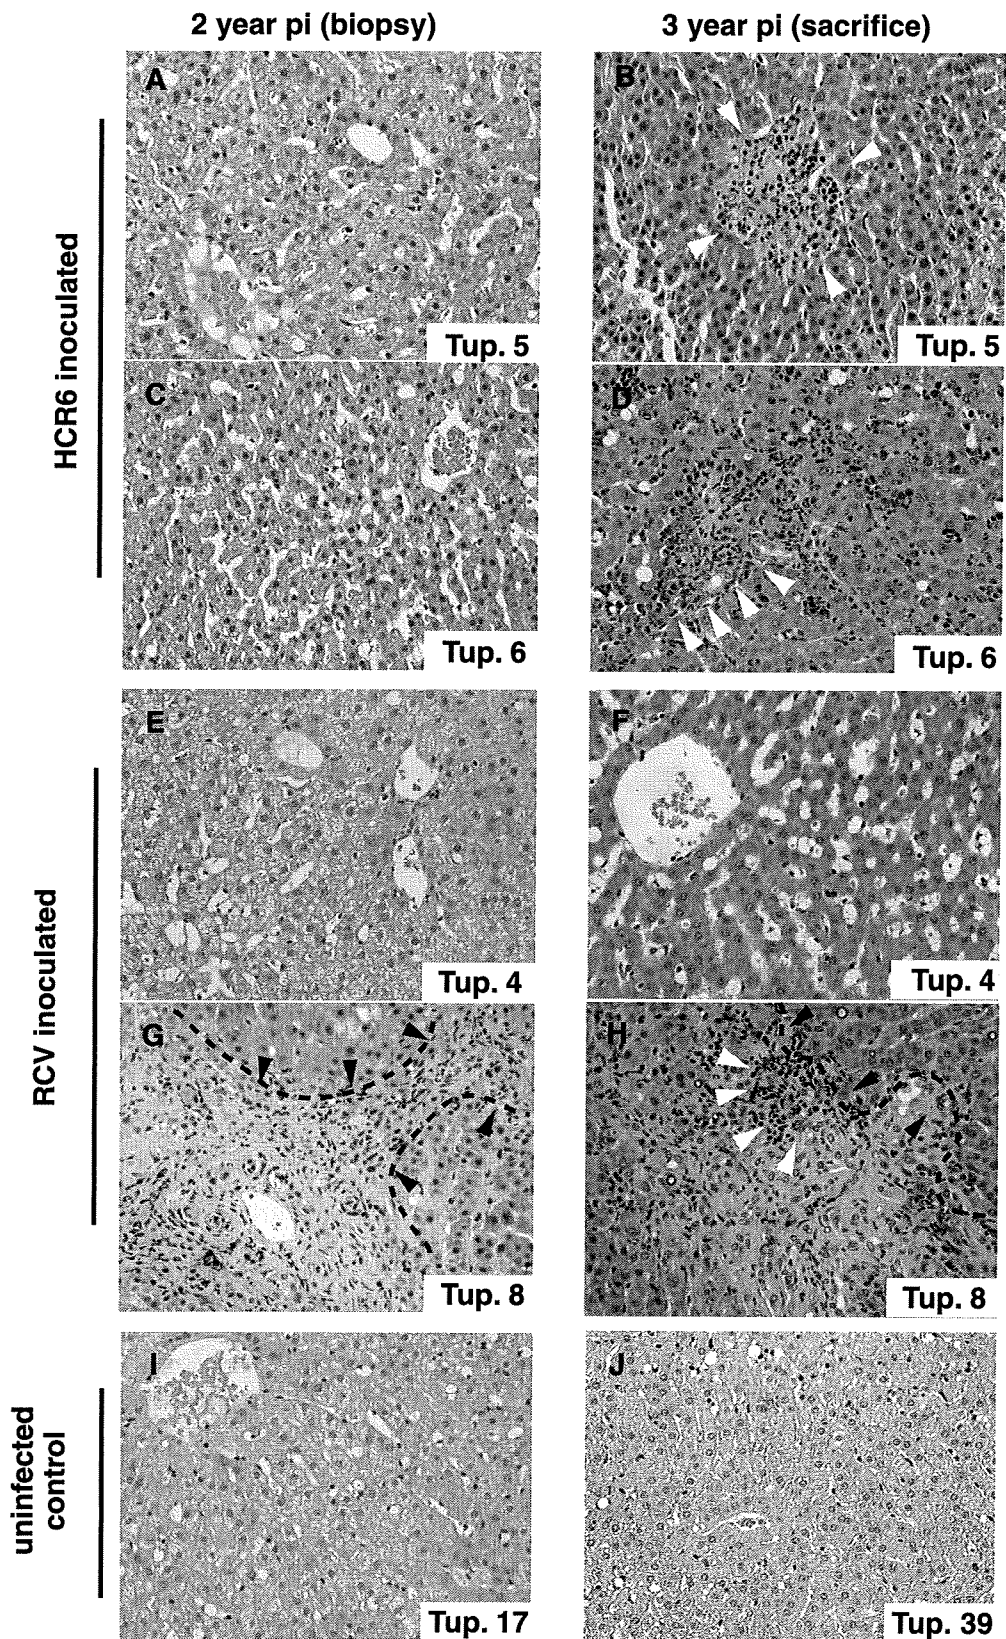 2 year pi (biopsy)
3 year pi (sacrifice)
HCR6 inoculated
A
Tup. 5
B
Tup. 5
C
Tup. 6
D
Tup. 6
RCV inoculated
E
Tup. 4
F
Tup. 4
G
Tup. 8
H
Tup. 8
uninfected
control
I
Tup. 17
J
Tup. 39